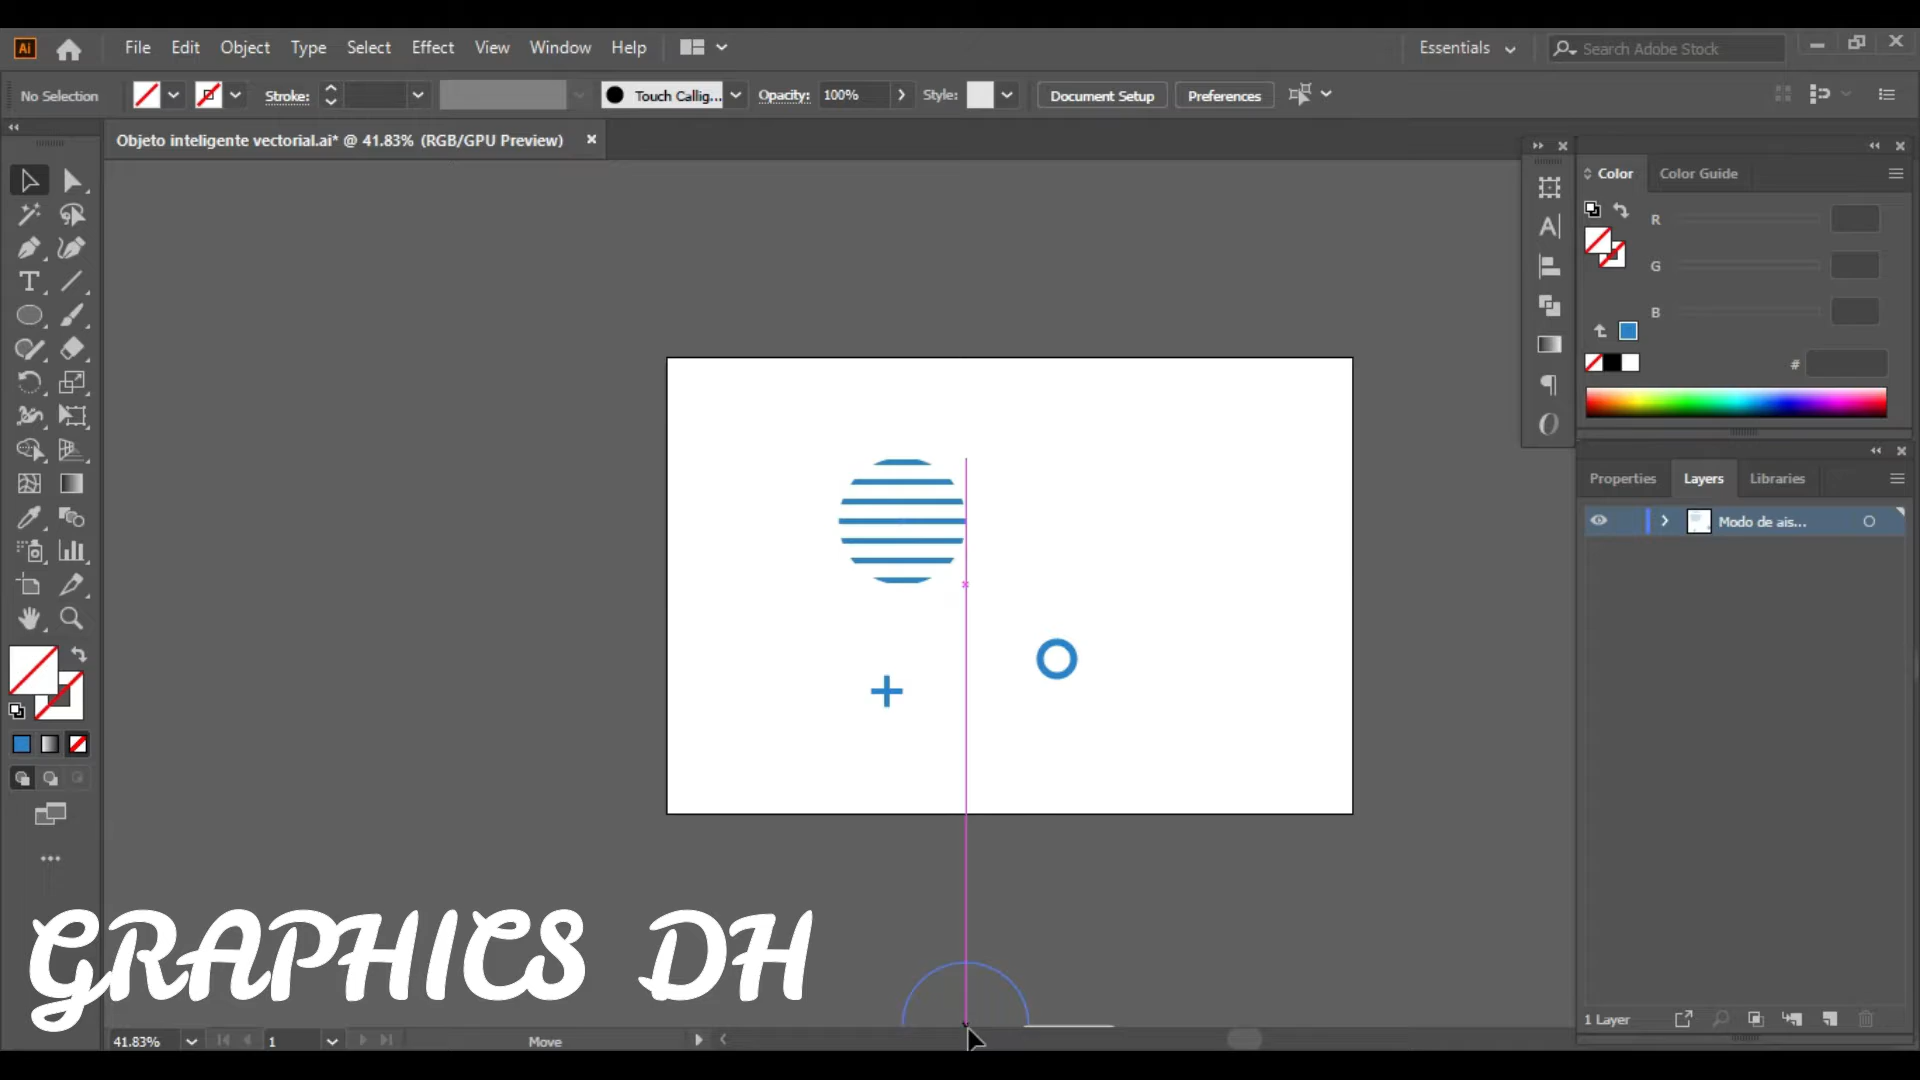 Ai File Edit Object Type Select Effect View Window Help Essentials Search Adobe Stock
No Selection Stroke: Touch Callig... Opacity: 100% Style: Document Setup Preferences
Objeto inteligente vectorial.ai* @ 41.83% (RGB/GPU Preview)
Color Color Guide
R
G
B
#
Properties Layers Libraries
Modo de ais...
GRAPHICS DH
1 Layer
41.83% 1 Move